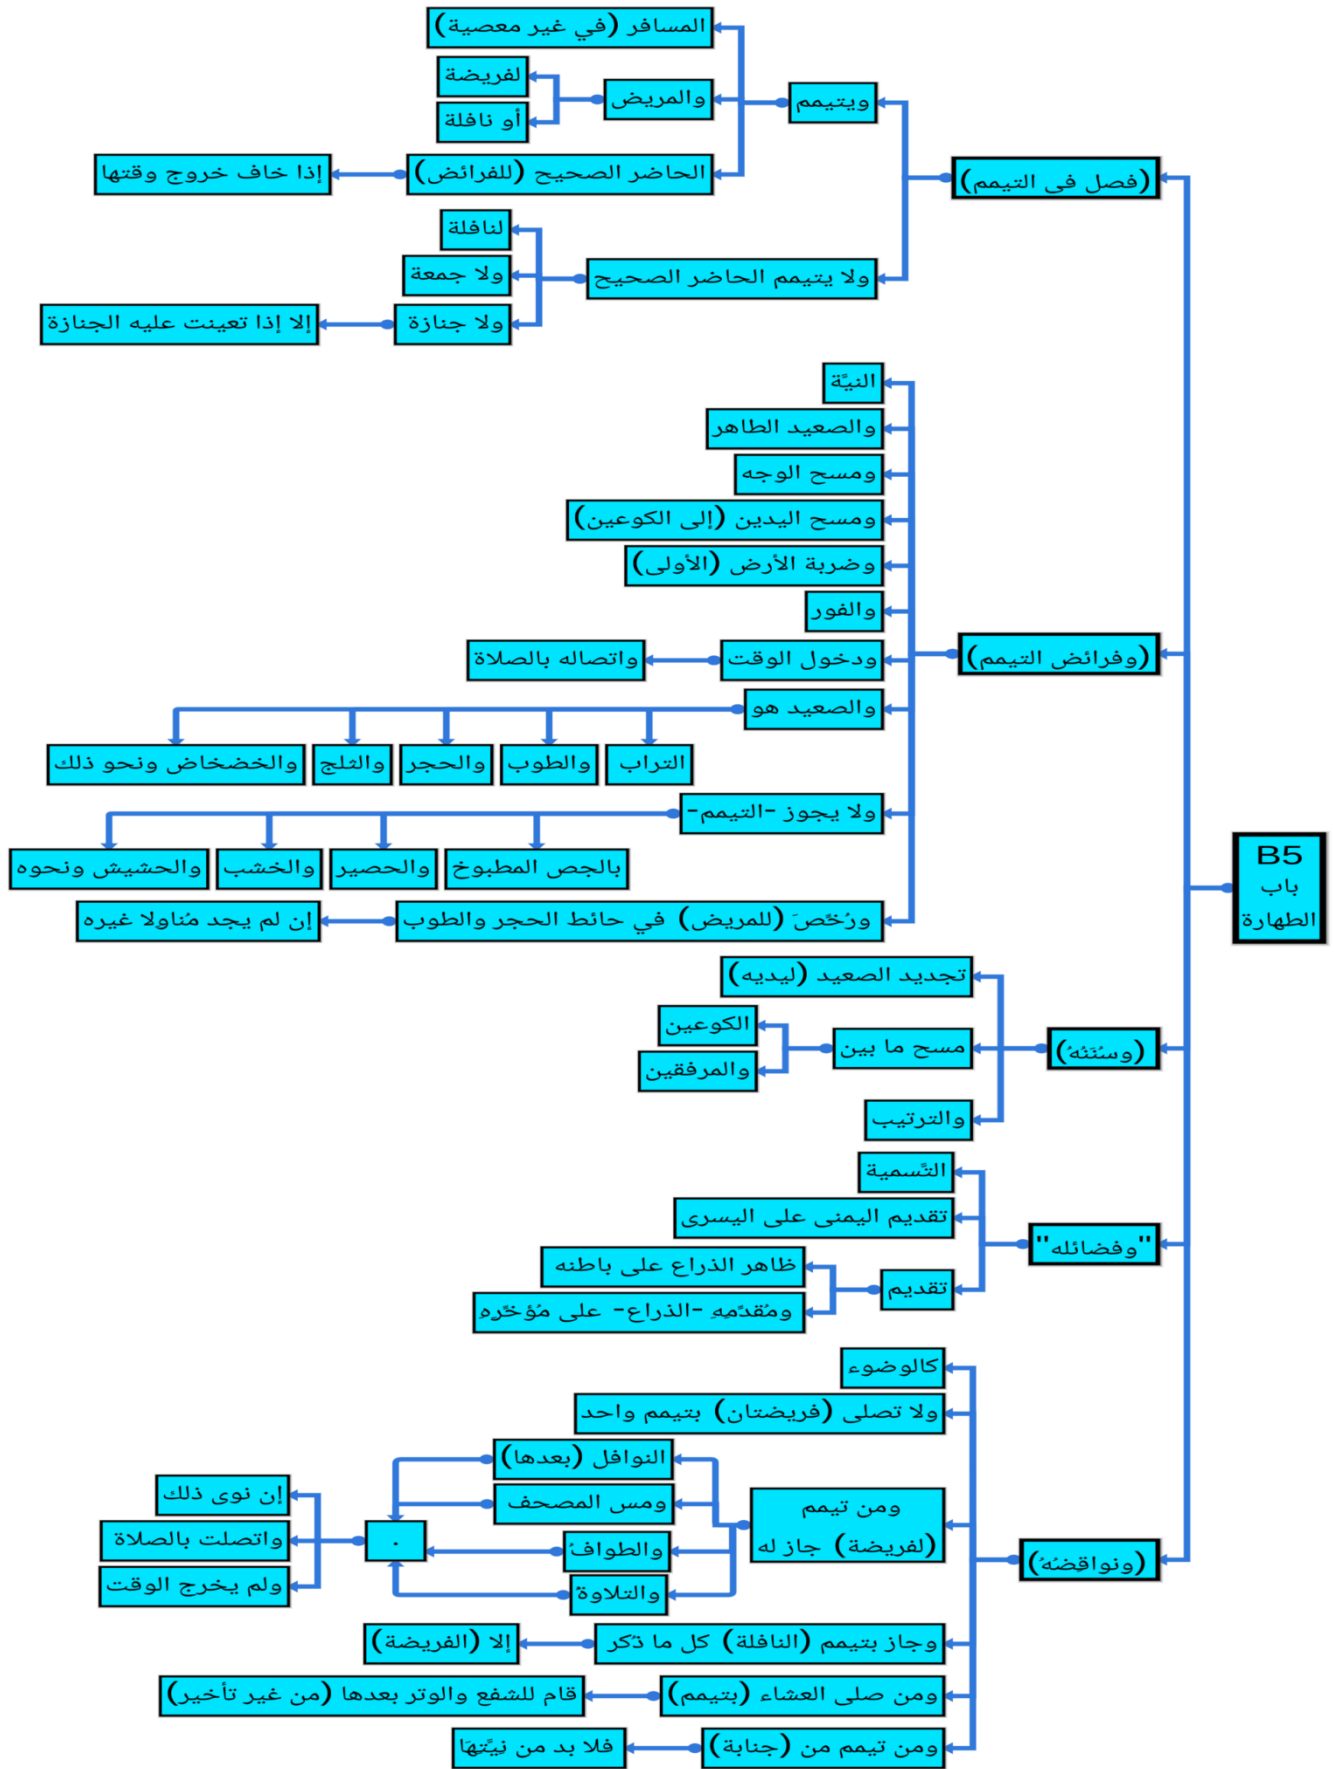 B5
باب
الطهارة
(فصل في التيمم)
ويتيمم
المسافر (في غير معصية)
والمريض
لفريضة
أو نافلة
الحاضر الصحيح (للفرائض)
إذا خاف خروج وقتها
ولا يتيمم الحاضر الصحيح
لنافلة
ولا جمعة
ولا جنازة
إلا إذا تعينت عليه الجنازة
(وفرائض التيمم)
النيَّة
والصعيد الطاهر
ومسح الوجه
ومسح اليدين (إلى الكوعين)
وضربة الأرض (الأولى)
والفور
ودخول الوقت
واتصاله بالصلاة
والصعيد هو
التراب
والطوب
والحجر
والثلج
والخضخاض ونحو ذلك
ولا يجوز -التيمم-
بالجص المطبوخ
والحصير
والخشب
والحشيش ونحوه
ورُخِّصَ (للمريض) في حائط الحجر والطوب
إن لم يجد مُناوِلا غيره
(وسُنَنُهُ)
تجديد الصعيد (ليديه)
مسح ما بين
الكوعين
والمرفقين
والترتيب
"وفضائله"
التَّسمية
تقديم اليمنى على اليسرى
تقديم
ظاهر الذراع على باطنه
ومُقدَّمِهِ -الذراع- على مُؤخَّرِهِ
(ونواقِضُهُ)
كالوضوء
ولا تصلى (فريضتان) بتيمم واحد
ومن تيمم
(لفريضة) جاز له
النوافل (بعدها)
ومس المصحف
والطوافُ
والتلاوة
.
إن نوى ذلك
واتصلت بالصلاة
ولم يخرج الوقت
وجاز بتيمم (النافلة) كل ما ذُكر
إلا (الفريضة)
ومن صلى العشاء (بتيمم)
قام للشفع والوتر بعدها (من غير تأخير)
ومن تيمم من (جنابة)
فلا بد من نِيَّتِهَا